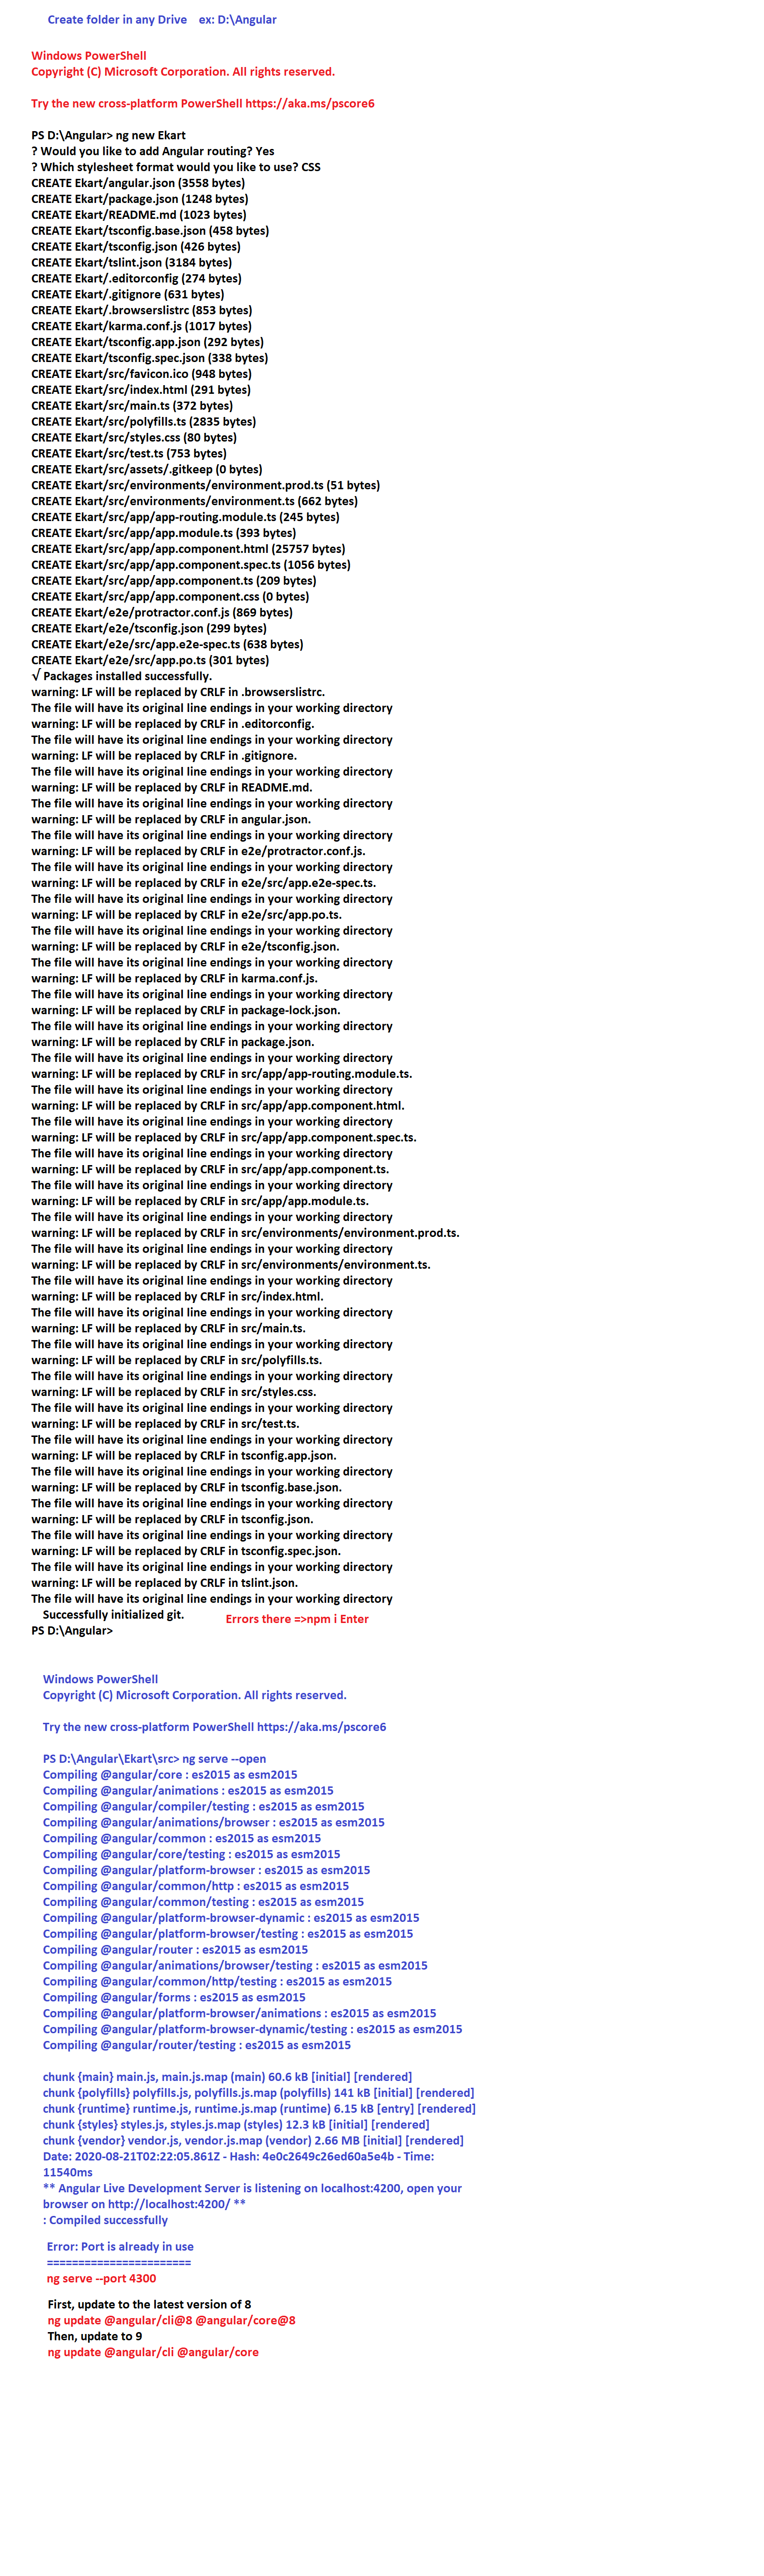 Create folder in any Drive    ex: D:\Angular
Windows PowerShell
Copyright (C) Microsoft Corporation. All rights reserved.
Try the new cross-platform PowerShell https://aka.ms/pscore6
PS D:\Angular> ng new Ekart
? Would you like to add Angular routing? Yes
? Which stylesheet format would you like to use? CSS
CREATE Ekart/angular.json (3558 bytes)
CREATE Ekart/package.json (1248 bytes)
CREATE Ekart/README.md (1023 bytes)
CREATE Ekart/tsconfig.base.json (458 bytes)
CREATE Ekart/tsconfig.json (426 bytes)
CREATE Ekart/tslint.json (3184 bytes)
CREATE Ekart/.editorconfig (274 bytes)
CREATE Ekart/.gitignore (631 bytes)
CREATE Ekart/.browserslistrc (853 bytes)
CREATE Ekart/karma.conf.js (1017 bytes)
CREATE Ekart/tsconfig.app.json (292 bytes)
CREATE Ekart/tsconfig.spec.json (338 bytes)
CREATE Ekart/src/favicon.ico (948 bytes)
CREATE Ekart/src/index.html (291 bytes)
CREATE Ekart/src/main.ts (372 bytes)
CREATE Ekart/src/polyfills.ts (2835 bytes)
CREATE Ekart/src/styles.css (80 bytes)
CREATE Ekart/src/test.ts (753 bytes)
CREATE Ekart/src/assets/.gitkeep (0 bytes)
CREATE Ekart/src/environments/environment.prod.ts (51 bytes)
CREATE Ekart/src/environments/environment.ts (662 bytes)
CREATE Ekart/src/app/app-routing.module.ts (245 bytes)
CREATE Ekart/src/app/app.module.ts (393 bytes)
CREATE Ekart/src/app/app.component.html (25757 bytes)
CREATE Ekart/src/app/app.component.spec.ts (1056 bytes)
CREATE Ekart/src/app/app.component.ts (209 bytes)
CREATE Ekart/src/app/app.component.css (0 bytes)
CREATE Ekart/e2e/protractor.conf.js (869 bytes)
CREATE Ekart/e2e/tsconfig.json (299 bytes)
CREATE Ekart/e2e/src/app.e2e-spec.ts (638 bytes)
CREATE Ekart/e2e/src/app.po.ts (301 bytes)
√ Packages installed successfully.
warning: LF will be replaced by CRLF in .browserslistrc.
The file will have its original line endings in your working directory
warning: LF will be replaced by CRLF in .editorconfig.
The file will have its original line endings in your working directory
warning: LF will be replaced by CRLF in .gitignore.
The file will have its original line endings in your working directory
warning: LF will be replaced by CRLF in README.md.
The file will have its original line endings in your working directory
warning: LF will be replaced by CRLF in angular.json.
The file will have its original line endings in your working directory
warning: LF will be replaced by CRLF in e2e/protractor.conf.js.
The file will have its original line endings in your working directory
warning: LF will be replaced by CRLF in e2e/src/app.e2e-spec.ts.
The file will have its original line endings in your working directory
warning: LF will be replaced by CRLF in e2e/src/app.po.ts.
The file will have its original line endings in your working directory
warning: LF will be replaced by CRLF in e2e/tsconfig.json.
The file will have its original line endings in your working directory
warning: LF will be replaced by CRLF in karma.conf.js.
The file will have its original line endings in your working directory
warning: LF will be replaced by CRLF in package-lock.json.
The file will have its original line endings in your working directory
warning: LF will be replaced by CRLF in package.json.
The file will have its original line endings in your working directory
warning: LF will be replaced by CRLF in src/app/app-routing.module.ts.
The file will have its original line endings in your working directory
warning: LF will be replaced by CRLF in src/app/app.component.html.
The file will have its original line endings in your working directory
warning: LF will be replaced by CRLF in src/app/app.component.spec.ts.
The file will have its original line endings in your working directory
warning: LF will be replaced by CRLF in src/app/app.component.ts.
The file will have its original line endings in your working directory
warning: LF will be replaced by CRLF in src/app/app.module.ts.
The file will have its original line endings in your working directory
warning: LF will be replaced by CRLF in src/environments/environment.prod.ts.
The file will have its original line endings in your working directory
warning: LF will be replaced by CRLF in src/environments/environment.ts.
The file will have its original line endings in your working directory
warning: LF will be replaced by CRLF in src/index.html.
The file will have its original line endings in your working directory
warning: LF will be replaced by CRLF in src/main.ts.
The file will have its original line endings in your working directory
warning: LF will be replaced by CRLF in src/polyfills.ts.
The file will have its original line endings in your working directory
warning: LF will be replaced by CRLF in src/styles.css.
The file will have its original line endings in your working directory
warning: LF will be replaced by CRLF in src/test.ts.
The file will have its original line endings in your working directory
warning: LF will be replaced by CRLF in tsconfig.app.json.
The file will have its original line endings in your working directory
warning: LF will be replaced by CRLF in tsconfig.base.json.
The file will have its original line endings in your working directory
warning: LF will be replaced by CRLF in tsconfig.json.
The file will have its original line endings in your working directory
warning: LF will be replaced by CRLF in tsconfig.spec.json.
The file will have its original line endings in your working directory
warning: LF will be replaced by CRLF in tslint.json.
The file will have its original line endings in your working directory
Successfully initialized git.
Errors there =>npm i Enter
PS D:\Angular>
Windows PowerShell
Copyright (C) Microsoft Corporation. All rights reserved.
Try the new cross-platform PowerShell https://aka.ms/pscore6
PS D:\Angular\Ekart\src> ng serve --open
Compiling @angular/core : es2015 as esm2015
Compiling @angular/animations : es2015 as esm2015
Compiling @angular/compiler/testing : es2015 as esm2015
Compiling @angular/animations/browser : es2015 as esm2015
Compiling @angular/common : es2015 as esm2015
Compiling @angular/core/testing : es2015 as esm2015
Compiling @angular/platform-browser : es2015 as esm2015
Compiling @angular/common/http : es2015 as esm2015
Compiling @angular/common/testing : es2015 as esm2015
Compiling @angular/platform-browser-dynamic : es2015 as esm2015
Compiling @angular/platform-browser/testing : es2015 as esm2015
Compiling @angular/router : es2015 as esm2015
Compiling @angular/animations/browser/testing : es2015 as esm2015
Compiling @angular/common/http/testing : es2015 as esm2015
Compiling @angular/forms : es2015 as esm2015
Compiling @angular/platform-browser/animations : es2015 as esm2015
Compiling @angular/platform-browser-dynamic/testing : es2015 as esm2015
Compiling @angular/router/testing : es2015 as esm2015
chunk {main} main.js, main.js.map (main) 60.6 kB [initial] [rendered]
chunk {polyfills} polyfills.js, polyfills.js.map (polyfills) 141 kB [initial] [rendered]
chunk {runtime} runtime.js, runtime.js.map (runtime) 6.15 kB [entry] [rendered]
chunk {styles} styles.js, styles.js.map (styles) 12.3 kB [initial] [rendered]
chunk {vendor} vendor.js, vendor.js.map (vendor) 2.66 MB [initial] [rendered]
Date: 2020-08-21T02:22:05.861Z - Hash: 4e0c2649c26ed60a5e4b - Time:
11540ms
** Angular Live Development Server is listening on localhost:4200, open your
browser on http://localhost:4200/ **
: Compiled successfully
Error: Port is already in use
=======================
ng serve --port 4300
First, update to the latest version of 8
ng update @angular/cli@8 @angular/core@8
Then, update to 9
ng update @angular/cli @angular/core